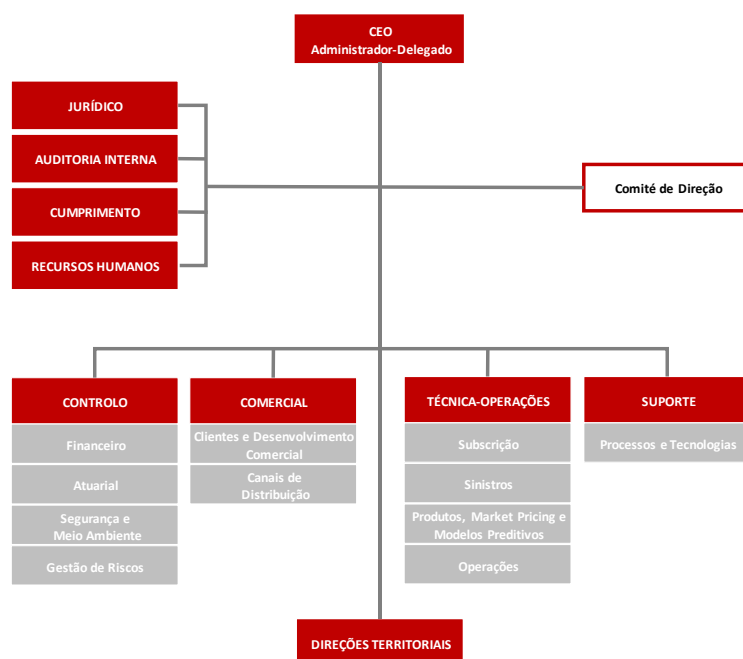 CEO
Administrador-Delegado
JURÍDICO
AUDITORIA INTERNA
CUMPRIMENTO
RECURSOS HUMANOS
Comité de Direção
CONTROLO
Financeiro
Atuarial
Segurança e
Meio Ambiente
Gestão de Riscos
COMERCIAL
Clientes e Desenvolvimento
Comercial
Canais de
Distribuição
TÉCNICA-OPERAÇÕES
Subscrição
Sinistros
Produtos, Market Pricing e
Modelos Preditivos
Operações
SUPORTE
Processos e Tecnologias
DIREÇÕES TERRITORIAIS